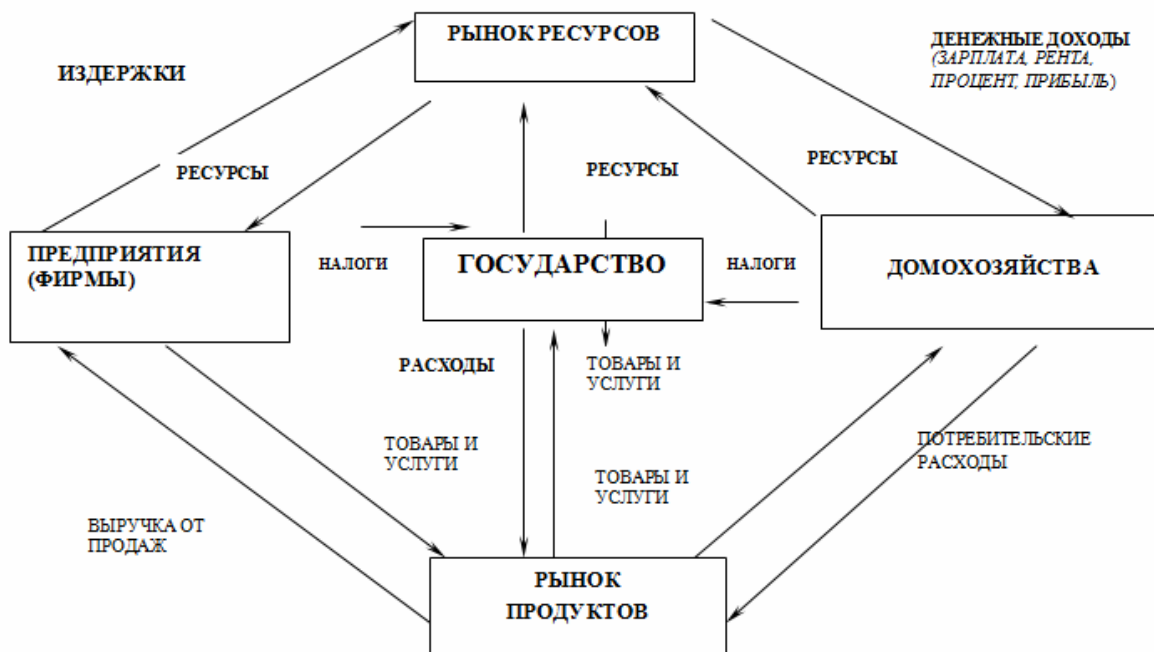 РЫНОК РЕСУРСОВ
ДЕНЕЖНЫЕ ДОХОДЫ
(ЗАРПЛАТА, РЕНТА,
ПРОЦЕНТ, ПРИБЫЛЬ)
ИЗДЕРЖКИ
РЕСУРСЫ
РЕСУРСЫ
РЕСУРСЫ
ПРЕДПРИЯТИЯ
(ФИРМЫ)
НАЛОГИ
ГОСУДАРСТВО
НАЛОГИ
ДОМОХОЗЯЙСТВА
РАСХОДЫ
ТОВАРЫ И
УСЛУГИ
ТОВАРЫ И
УСЛУГИ
ТОВАРЫ И
УСЛУГИ
ПОТРЕБИТЕЛЬСКИЕ
РАСХОДЫ
ВЫРУЧКА ОТ
ПРОДАЖ
РЫНОК
ПРОДУКТОВ